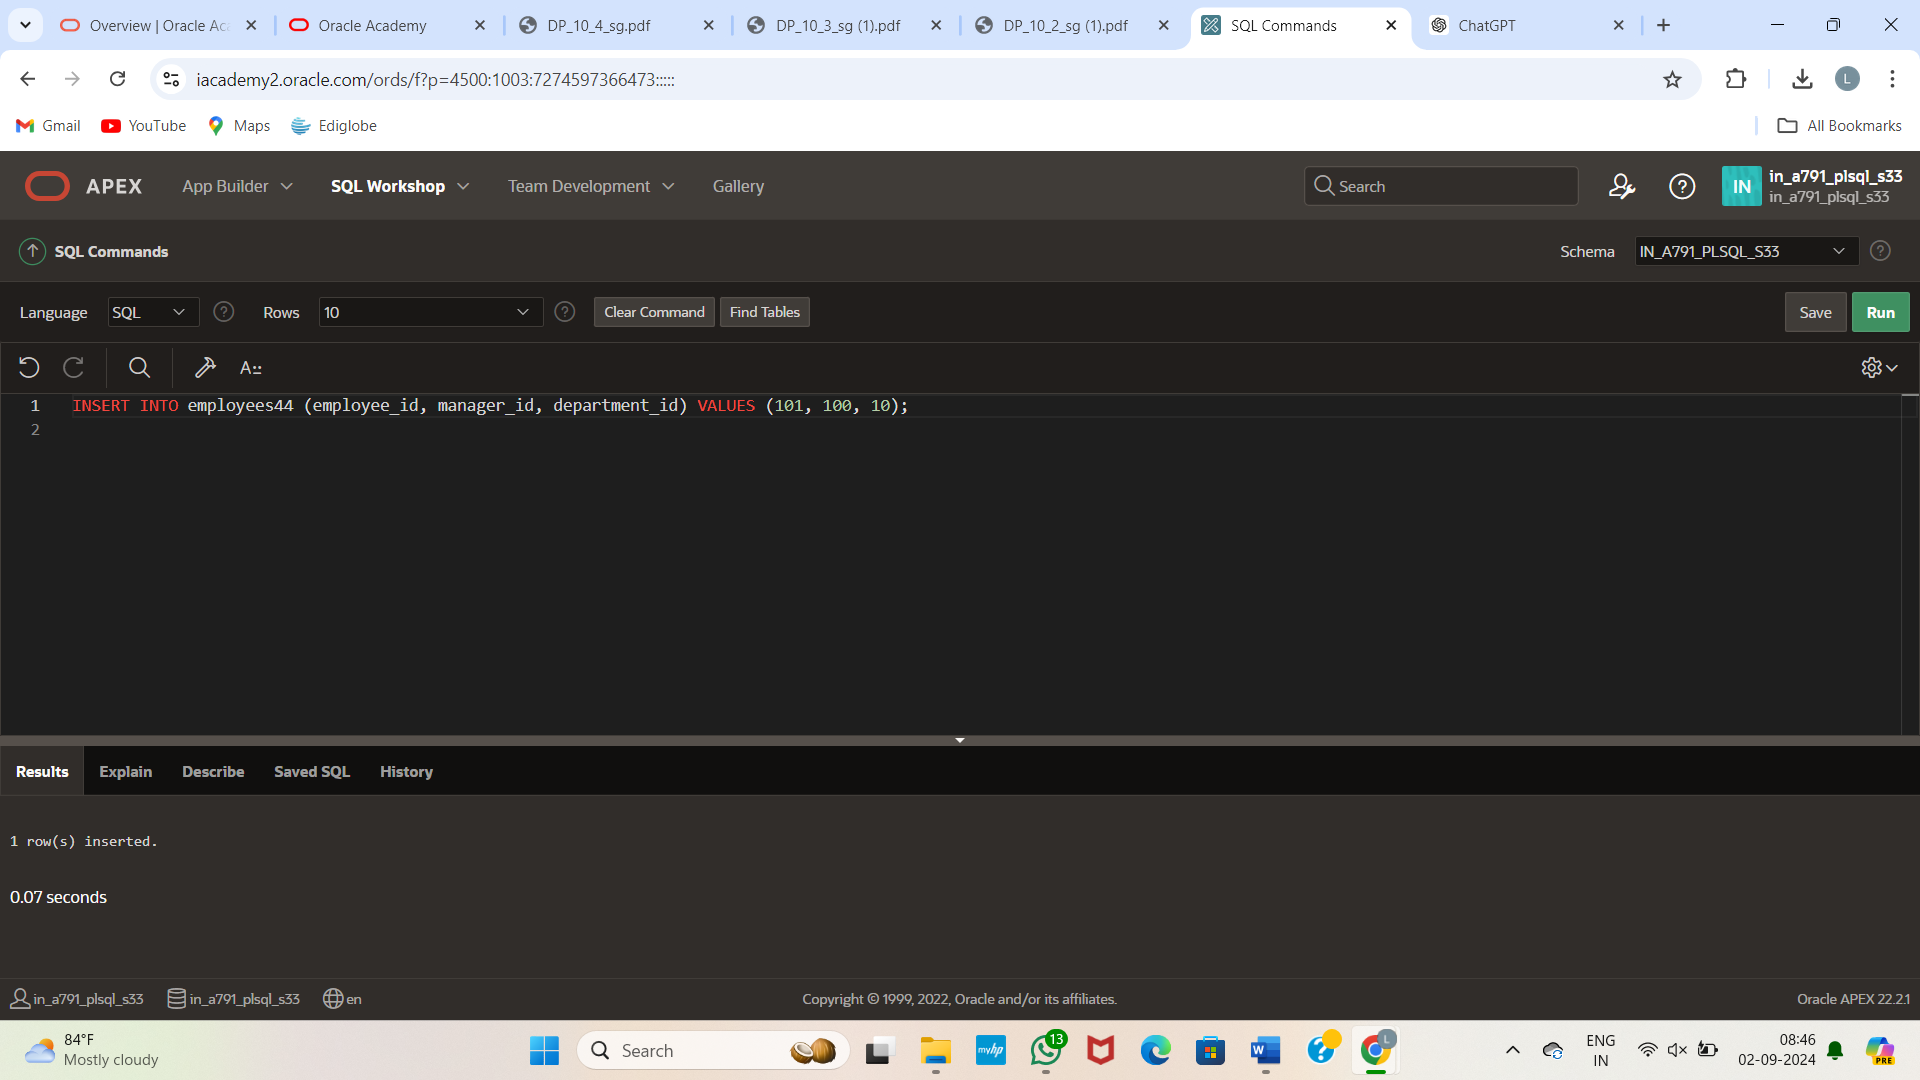 Overview | Oracle Ac
Oracle Academy
DP_10_4_sg.pdf
DP_10_3_sg (1).pdf
DP_10_2_sg (1).pdf
SQL Commands
ChatGPT
iacademy2.oracle.com/ords/f?p=4500:1003:7274597366473:::::
L
Gmail
YouTube
Maps
Ediglobe
All Bookmarks
APEX
App Builder
SQL Workshop
Team Development
Gallery
Search
IN
in_a791_plsql_s33
in_a791_plsql_s33
SQL Commands
Schema
IN_A791_PLSQL_S33
Language
SQL
Rows
10
Clear Command
Find Tables
Save
Run
A::
1 INSERT INTO employees44 (employee_id, manager_id, department_id) VALUES (101, 100, 10);
2
Results
Explain
Describe
Saved SQL
History
1 row(s) inserted.
0.07 seconds
in_a791_plsql_s33
in_a791_plsql_s33
en
Copyright © 1999, 2022, Oracle and/or its affiliates.
Oracle APEX 22.2.1
84°F
Mostly cloudy
Search
myhp
13
W
L
ENG
IN
08:46
02-09-2024
PRE